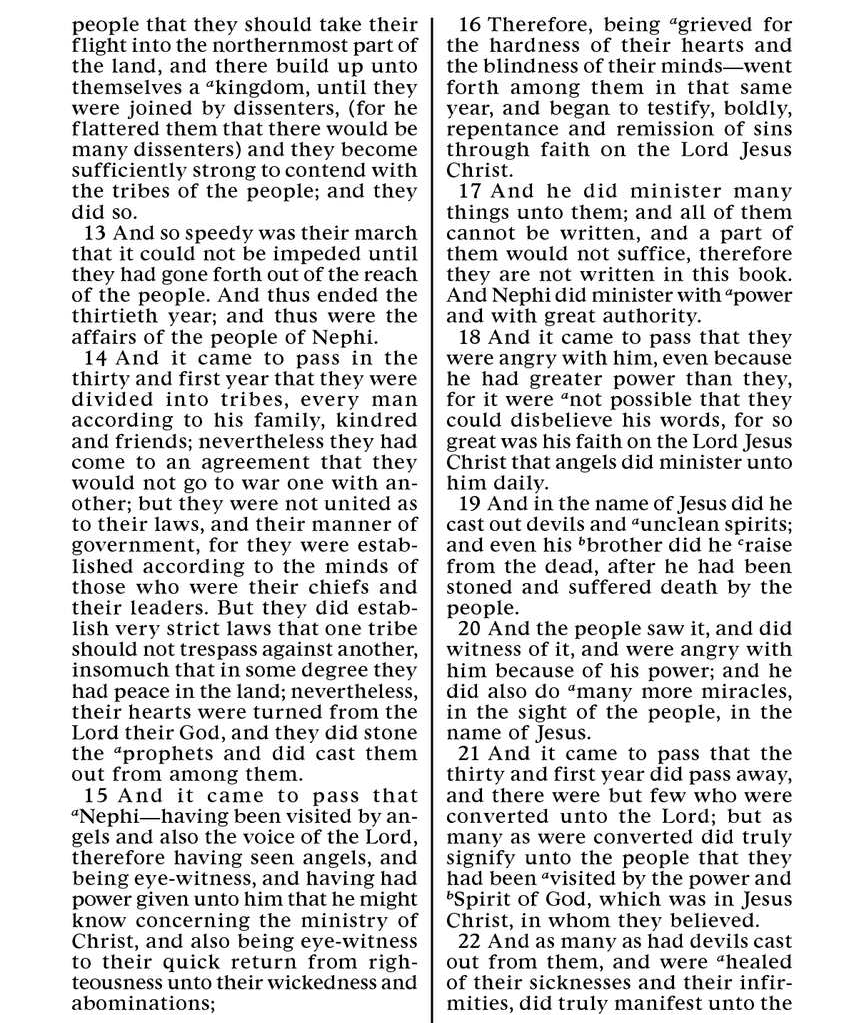 people that they should take their
flight into the northernmost part of
the land, and there build up unto
themselves a ᵃkingdom, until they
were joined by dissenters, (for he
flattered them that there would be
many dissenters) and they become
sufficiently strong to contend with
the tribes of the people; and they
did so.
13 And so speedy was their march
that it could not be impeded until
they had gone forth out of the reach
of the people. And thus ended the
thirtieth year; and thus were the
affairs of the people of Nephi.
14 And it came to pass in the
thirty and first year that they were
divided into tribes, every man
according to his family, kindred
and friends; nevertheless they had
come to an agreement that they
would not go to war one with an-
other; but they were not united as
to their laws, and their manner of
government, for they were estab-
lished according to the minds of
those who were their chiefs and
their leaders. But they did estab-
lish very strict laws that one tribe
should not trespass against another,
insomuch that in some degree they
had peace in the land; nevertheless,
their hearts were turned from the
Lord their God, and they did stone
the ᵃprophets and did cast them
out from among them.
15 And it came to pass that
ᵃNephi—having been visited by an-
gels and also the voice of the Lord,
therefore having seen angels, and
being eye-witness, and having had
power given unto him that he might
know concerning the ministry of
Christ, and also being eye-witness
to their quick return from righ-
teousness unto their wickedness and
abominations;
16 Therefore, being ᵃgrieved for
the hardness of their hearts and
the blindness of their minds—went
forth among them in that same
year, and began to testify, boldly,
repentance and remission of sins
through faith on the Lord Jesus
Christ.
17 And he did minister many
things unto them; and all of them
cannot be written, and a part of
them would not suffice, therefore
they are not written in this book.
And Nephi did minister with ᵃpower
and with great authority.
18 And it came to pass that they
were angry with him, even because
he had greater power than they,
for it were ᵃnot possible that they
could disbelieve his words, for so
great was his faith on the Lord Jesus
Christ that angels did minister unto
him daily.
19 And in the name of Jesus did he
cast out devils and ᵃunclean spirits;
and even his ᵇbrother did he ᶜraise
from the dead, after he had been
stoned and suffered death by the
people.
20 And the people saw it, and did
witness of it, and were angry with
him because of his power; and he
did also do ᵃmany more miracles,
in the sight of the people, in the
name of Jesus.
21 And it came to pass that the
thirty and first year did pass away,
and there were but few who were
converted unto the Lord; but as
many as were converted did truly
signify unto the people that they
had been ᵃvisited by the power and
ᵇSpirit of God, which was in Jesus
Christ, in whom they believed.
22 And as many as had devils cast
out from them, and were ᵃhealed
of their sicknesses and their infir-
mities, did truly manifest unto the